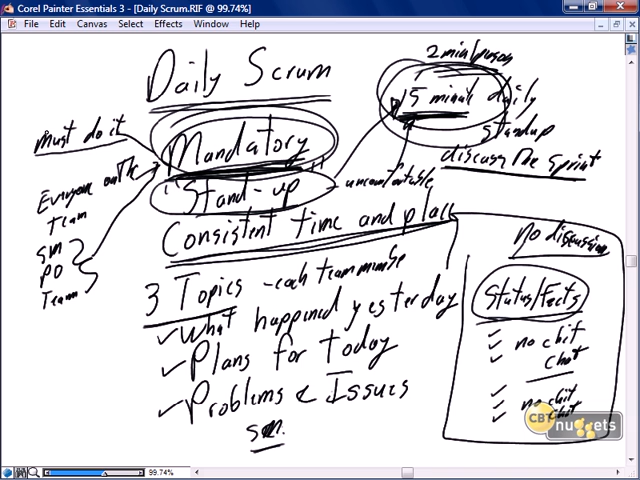 Corel Painter Essentials 3 - [Daily Scrum.RIF @ 99.74%]
File Edit Canvas Select Effects Window Help
Daily Scrum
2 min/person
15 minute daily
standup
discuss the sprint
must do it
Mandatory
"Stand-up"
uncomfortable
Everyone on the
team
SM
PO
Team
Consistent time and place
3 Topics - each team membe
What happened yesterday
Plans for Today
Problems & Issues
SM.
no discussion
Status/Facts
no chit
chat
no chit
chat
CBT nuggets
99.74%